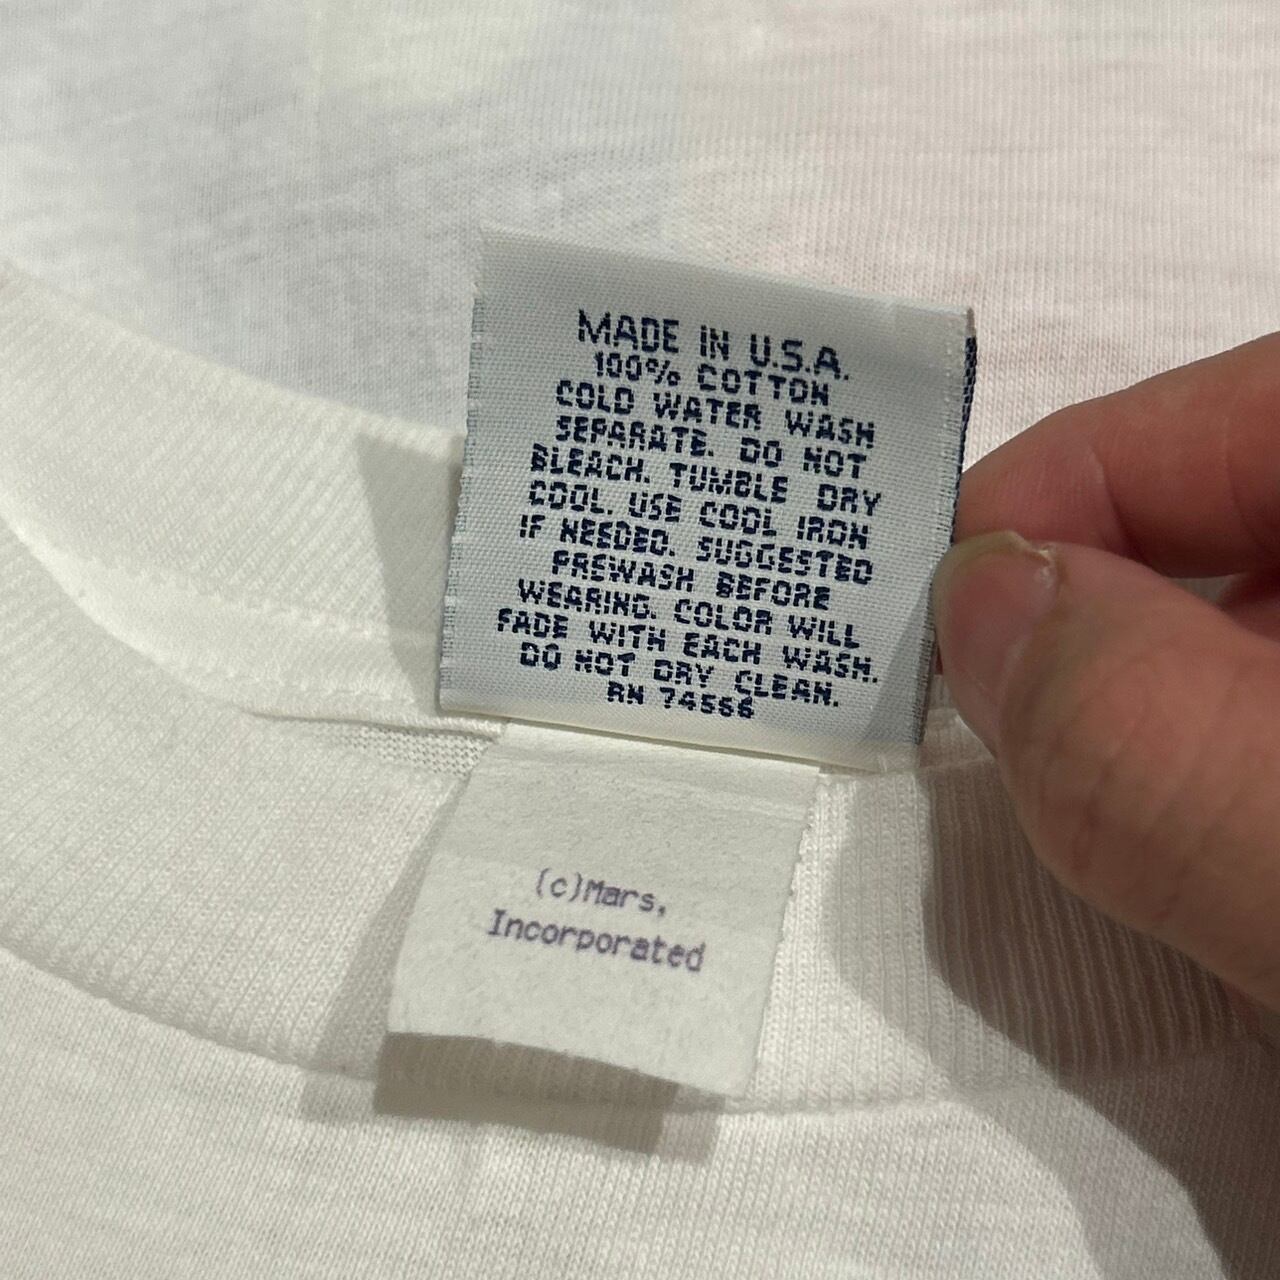 MADE IN U.S.A.
100% COTTON
COLD WATER WASH
SEPARATE. DO NOT
BLEACH. TUMBLE DRY
COOL. USE COOL IRON
IF NEEDED. SUGGESTED
PREWASH BEFORE
WEARING. COLOR WILL
FADE WITH EACH WASH.
DO NOT DRY CLEAN.
RN
(c)Mars,
Incorporated